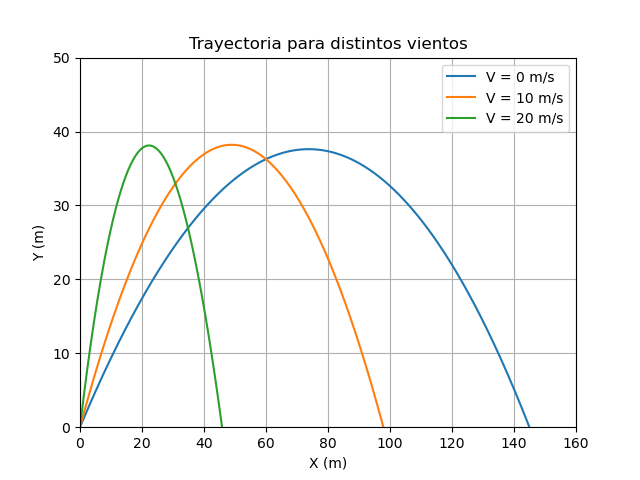 Trayectoria para distintos vientos
V = 0 m/s
V = 10 m/s
V = 20 m/s
Y (m)
50
40
30
20
10
0
0 20 40 60 80 100 120 140 160
X (m)